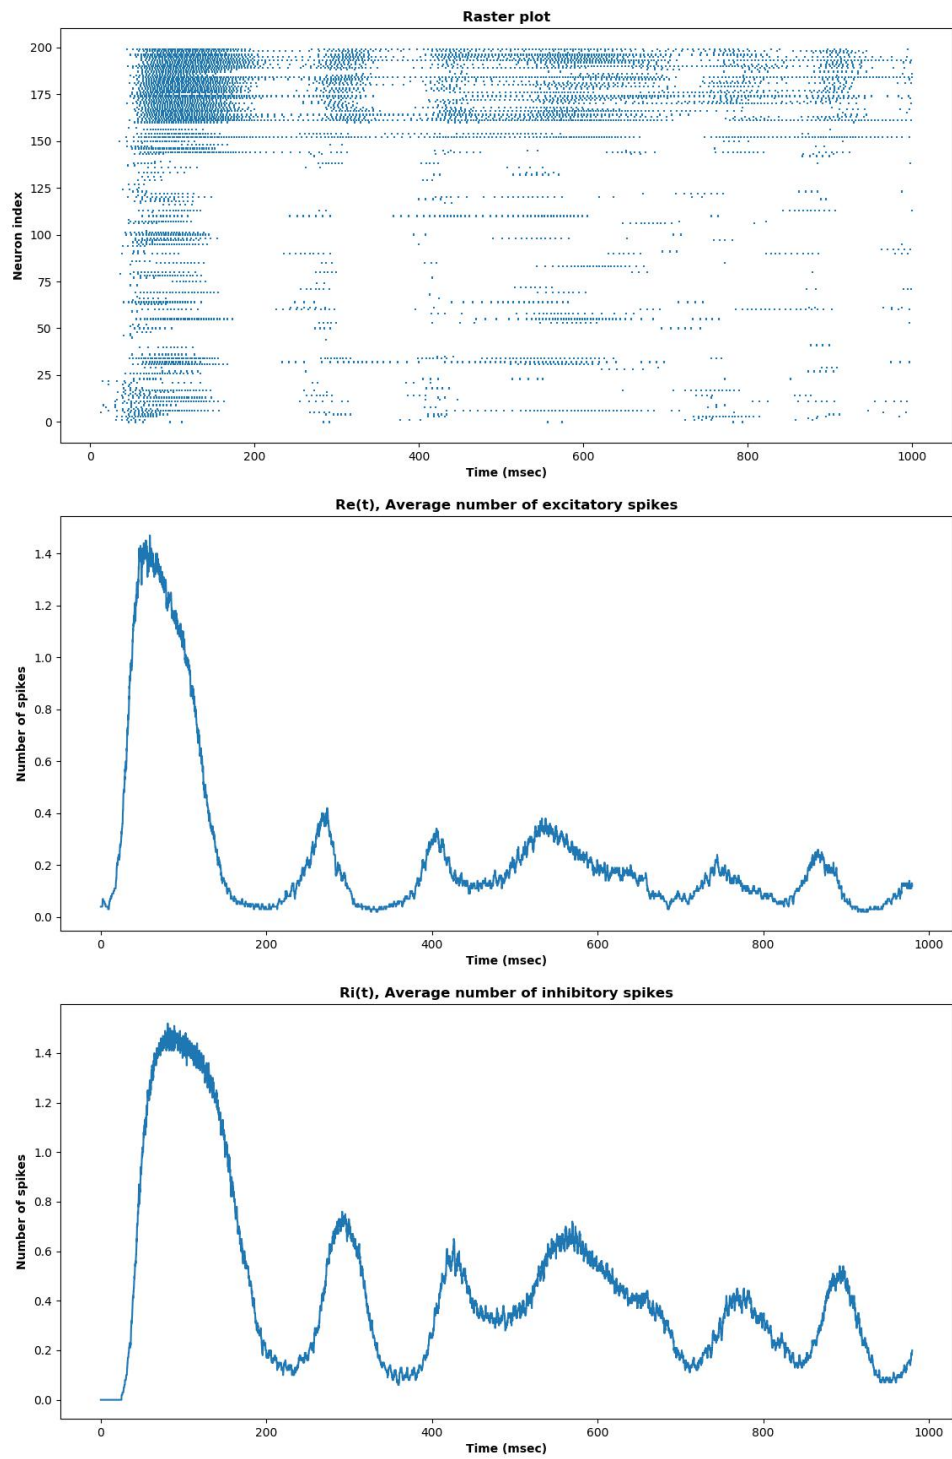 Raster plot
200
175
150
125
100
75
50
25
0
Neuron index
0 200 400 600 800 1000
Time (msec)
Re(t), Average number of excitatory spikes
1.4
1.2
1.0
0.8
0.6
0.4
0.2
0.0
Number of spikes
0 200 400 600 800 1000
Time (msec)
Ri(t), Average number of inhibitory spikes
1.4
1.2
1.0
0.8
0.6
0.4
0.2
0.0
Number of spikes
0 200 400 600 800 1000
Time (msec)